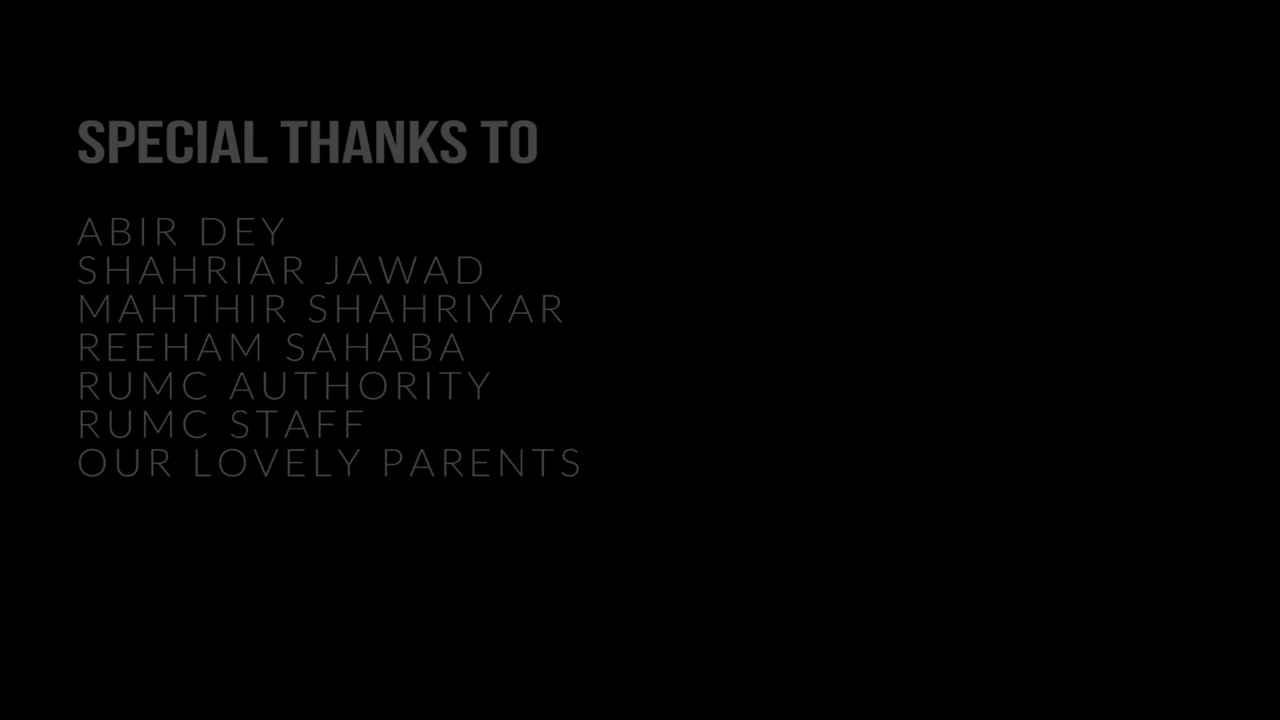 SPECIAL THANKS TO
ABIR DEY
SHAHRIAR JAWAD
MAHTHIR SHAHRIYAR
REEHAM SAHABA
RUMC AUTHORITY
RUMC STAFF
OUR LOVELY PARENTS